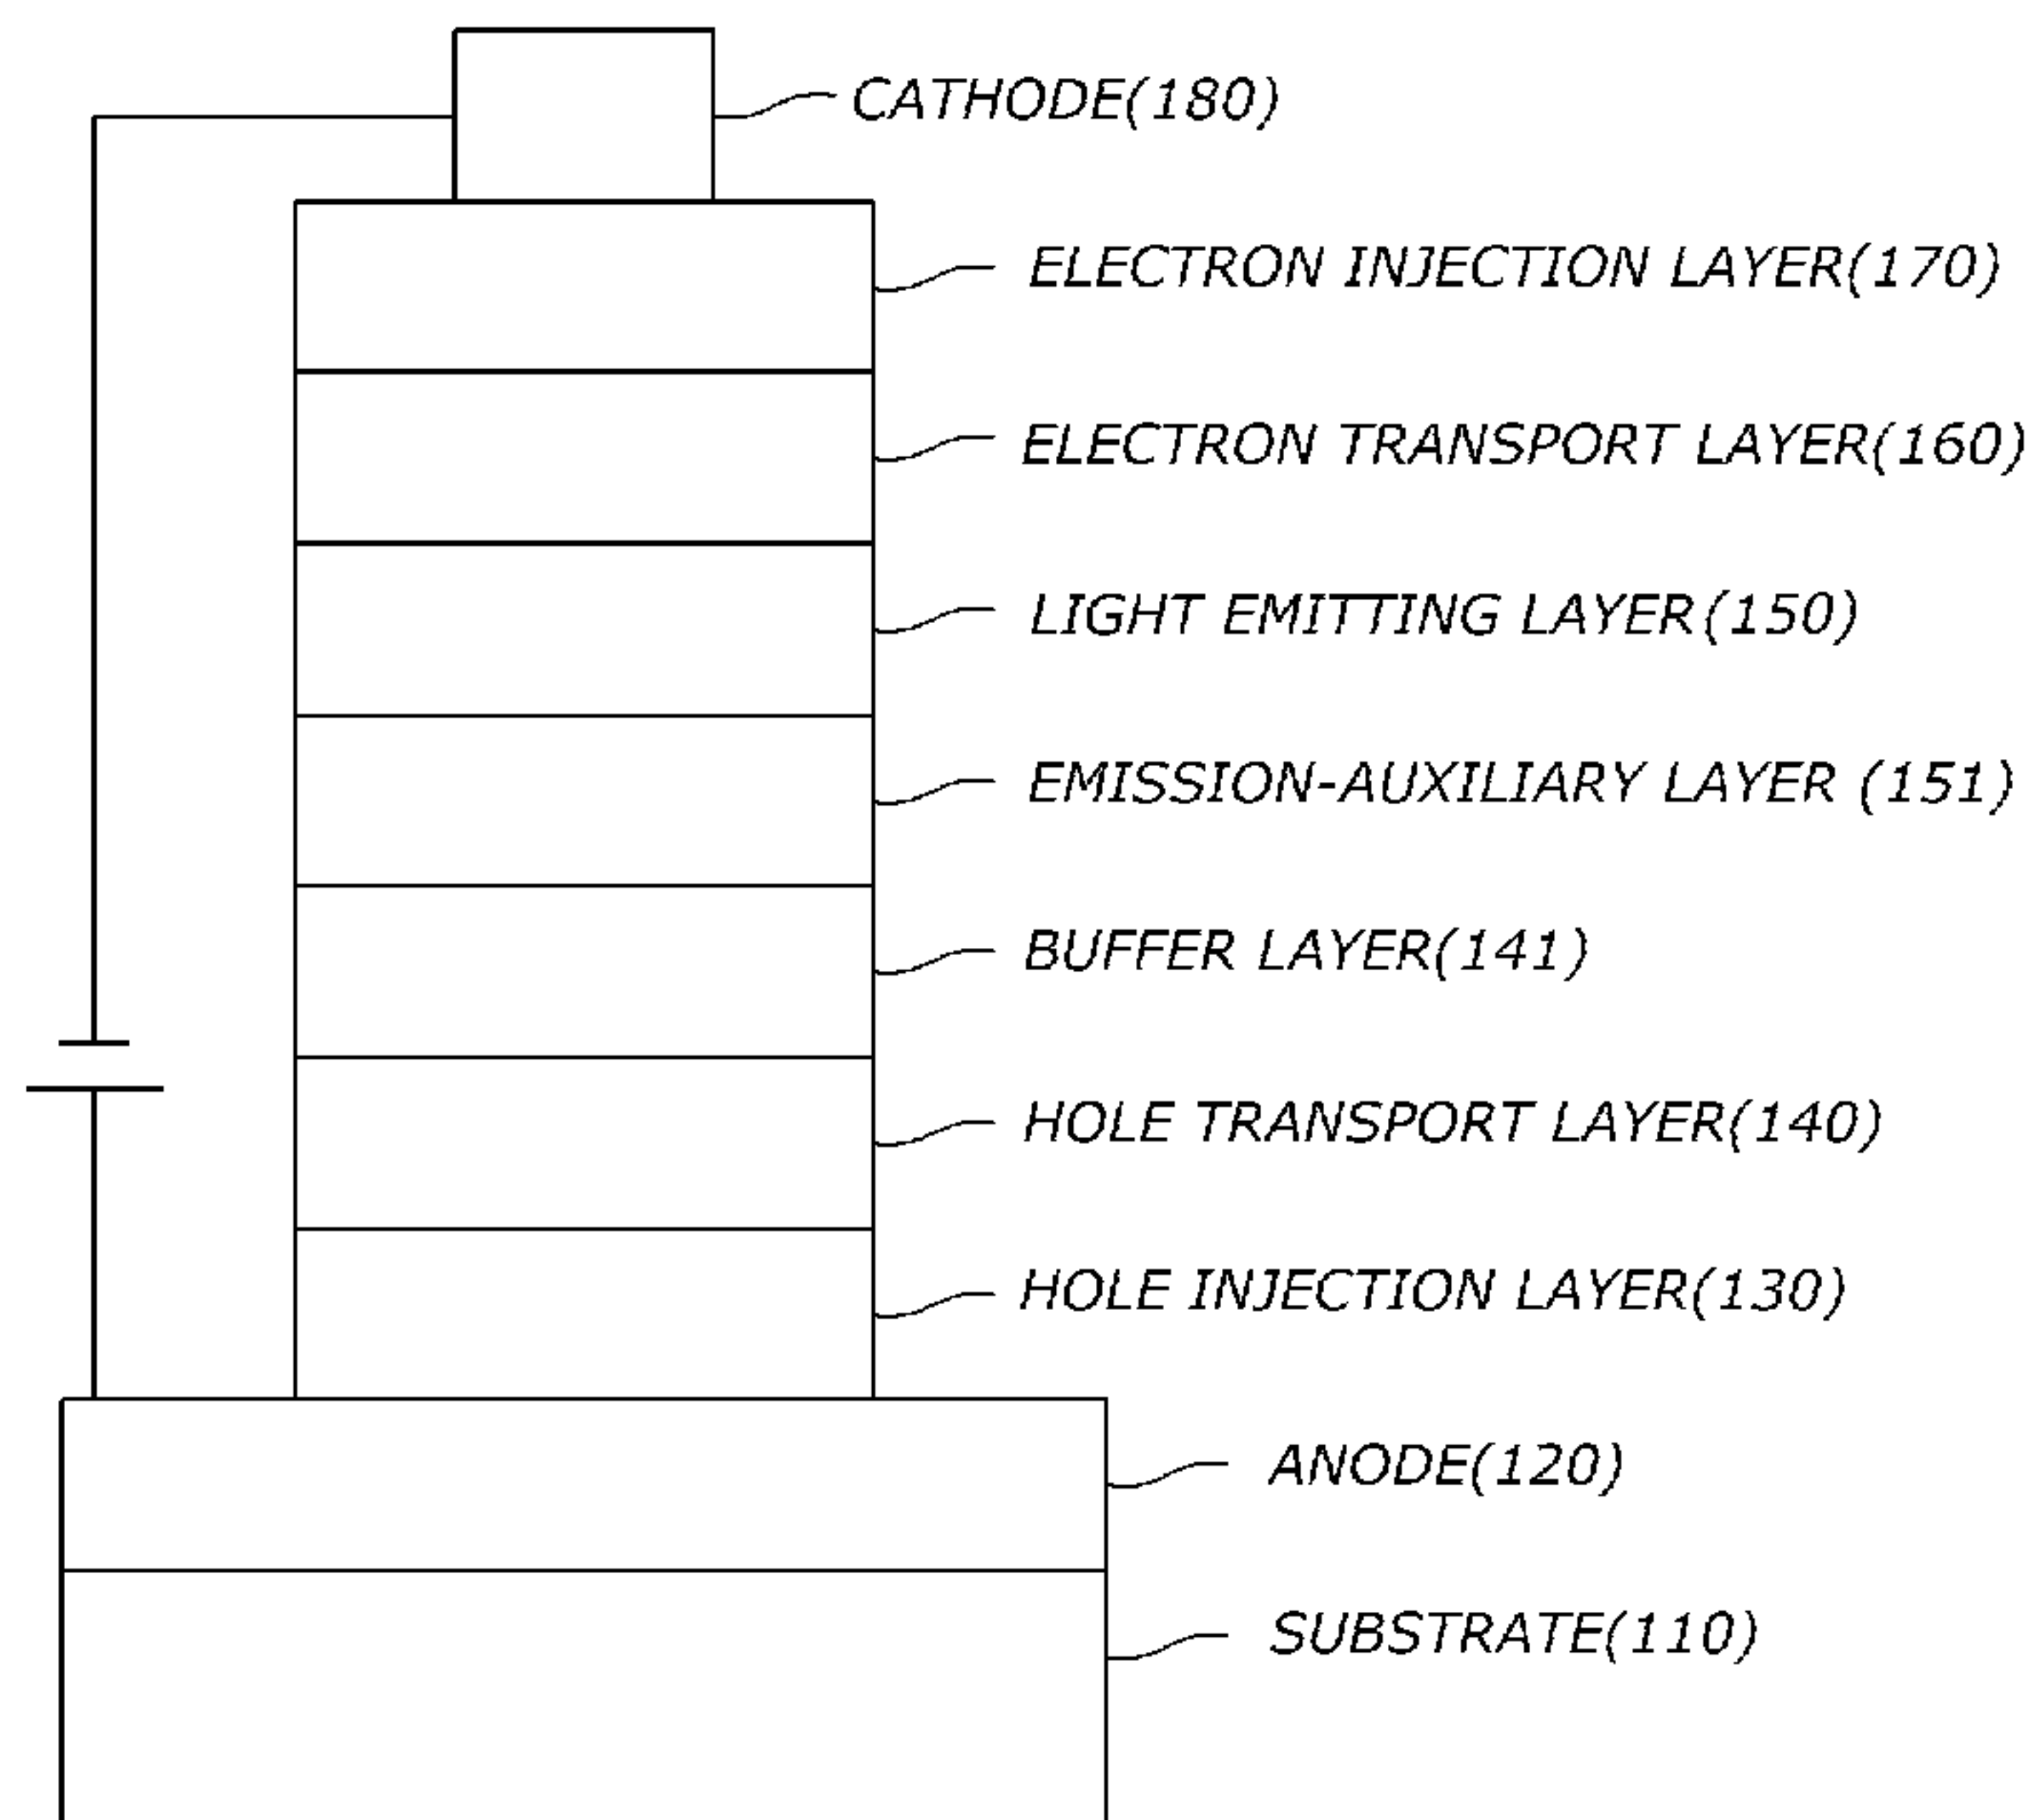 CATHODE(180)
ELECTRON INJECTION LAYER(170)
ELECTRON TRANSPORT LAYER(160)
LIGHT EMITTING LAYER(150)
EMISSION-AUXILIARY LAYER (151)
BUFFER LAYER(141)
HOLE TRANSPORT LAYER(140)
HOLE INJECTION LAYER(130)
ANODE(120)
SUBSTRATE(110)